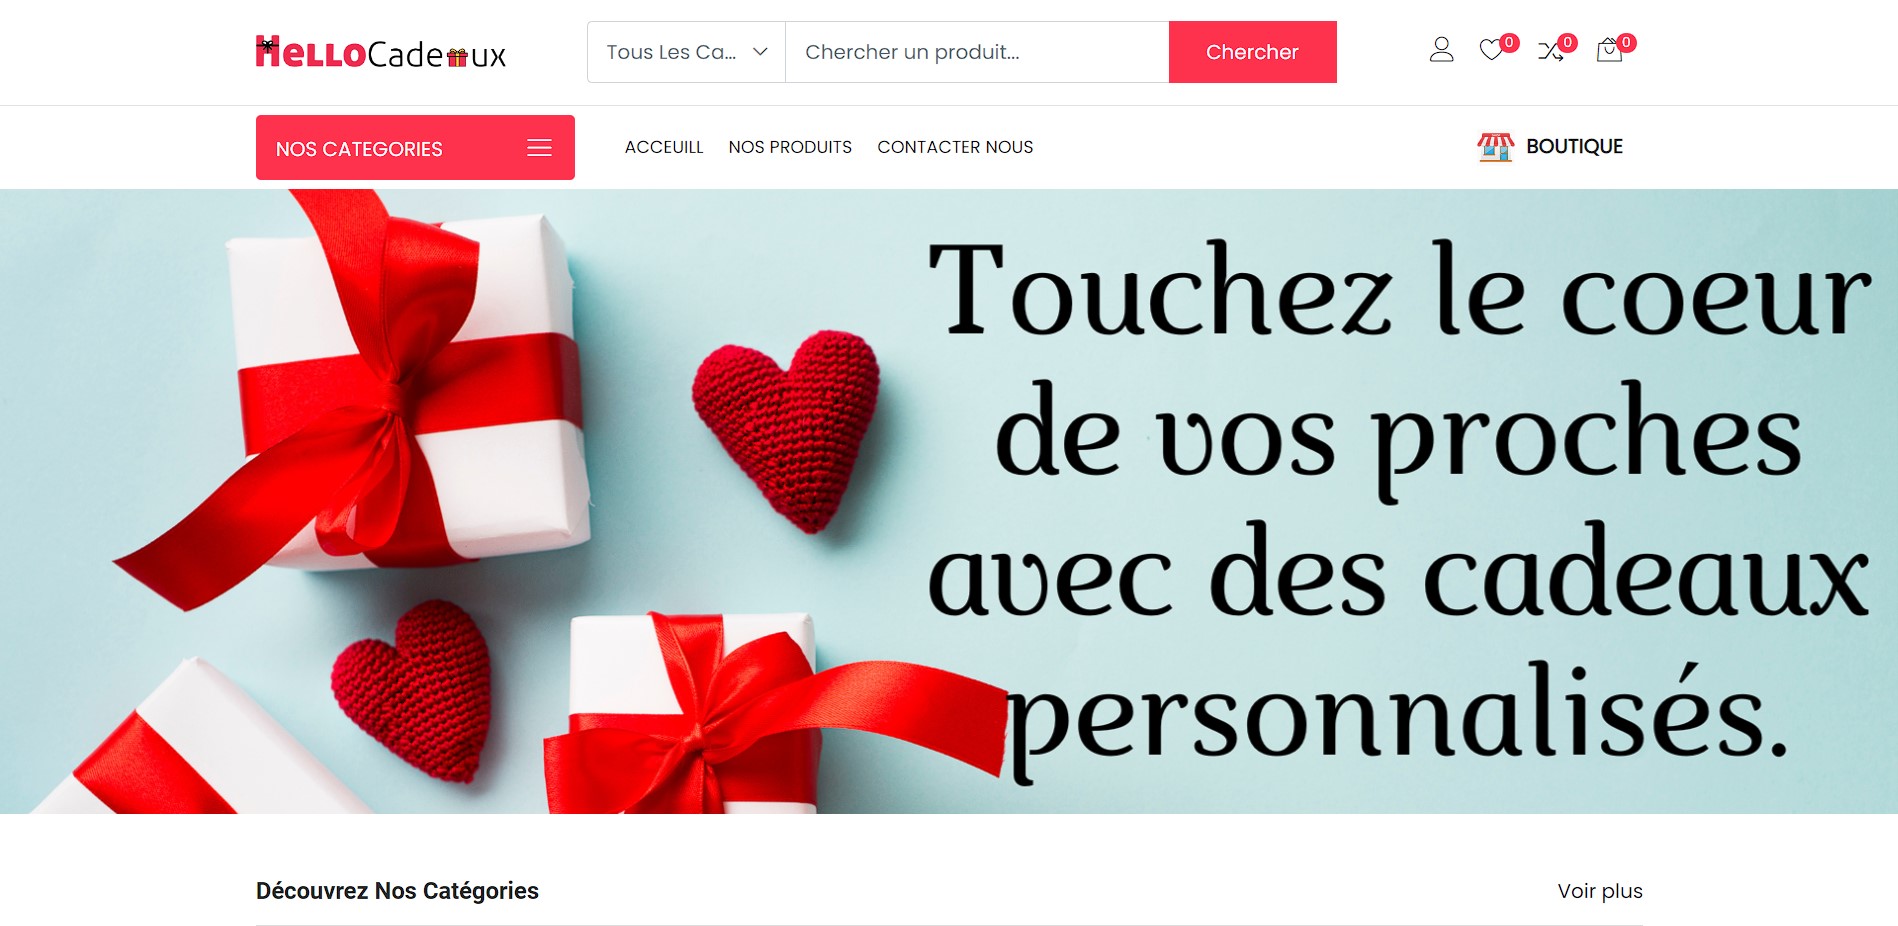 HELLOCadeaux
Tous Les Ca...
Chercher un produit...
Chercher
0
0
0
NOS CATEGORIES
ACCEUILL
NOS PRODUITS
CONTACTER NOUS
BOUTIQUE
Touchez le coeur
de vos proches
avec des cadeaux
personnalisés.
Découvrez Nos Catégories
Voir plus